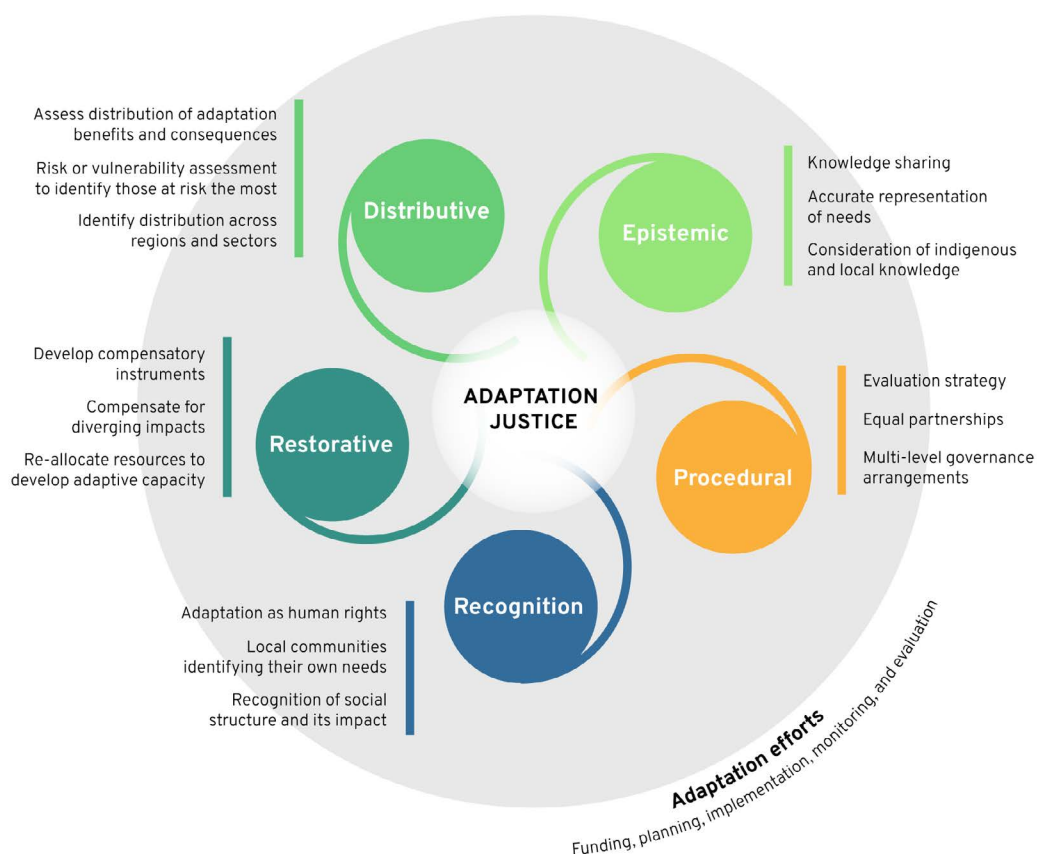 Assess distribution of adaptation
benefits and consequences
Risk or vulnerability assessment
to identify those at risk the most
Identify distribution across
regions and sectors
Distributive
Epistemic
Knowledge sharing
Accurate representation
of needs
Consideration of indigenous
and local knowledge
ADAPTATION
JUSTICE
Develop compensatory
instruments
Compensate for
diverging impacts
Re-allocate resources to
develop adaptive capacity
Restorative
Procedural
Evaluation strategy
Equal partnerships
Multi-level governance
arrangements
Recognition
Adaptation as human rights
Local communities
identifying their own needs
Recognition of social
structure and its impact
Adaptation efforts
Funding, planning, implementation, monitoring, and evaluation